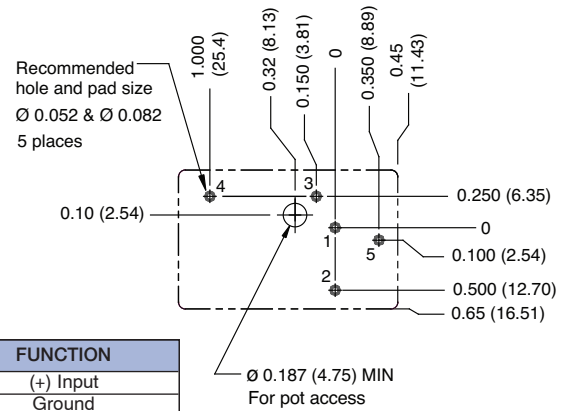 1.000
(25.4)
0.32 (8.13)
0.150 (3.81)
0
0.350 (8.89)
0.45
(11.43)
Recommended
hole and pad size
Ø 0.052 & Ø 0.082
5 places
4
3
0.250 (6.35)
0.10 (2.54)
0
1
5
0.100 (2.54)
2
0.500 (12.70)
0.65 (16.51)
FUNCTION
(+) Input
Ground
Ø 0.187 (4.75) MIN
For pot access